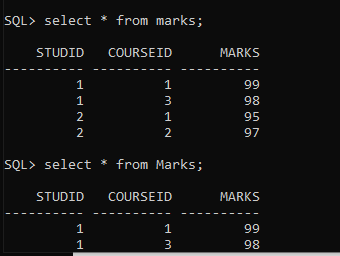 SQL> select * from marks;
STUDID COURSEID MARKS
---------- ---------- ----------
1 1 99
1 3 98
2 1 95
2 2 97
SQL> select * from Marks;
STUDID COURSEID MARKS
---------- ---------- ----------
1 1 99
1 3 98